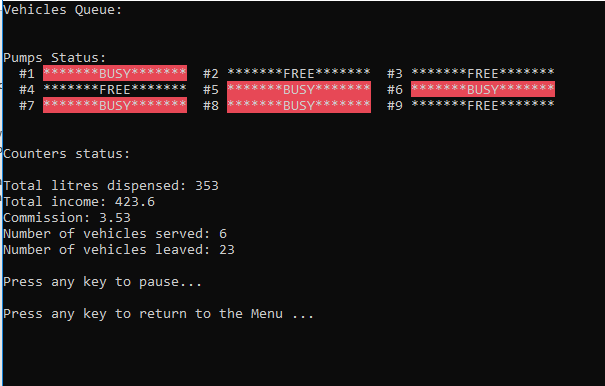 Vehicles Queue:
Pumps Status:
#1 *******BUSY******* #2 *******FREE******* #3 *******FREE*******
#4 *******FREE******* #5 *******BUSY******* #6 *******BUSY*******
#7 *******BUSY******* #8 *******BUSY******* #9 *******FREE*******
Counters status:
Total litres dispensed: 353
Total income: 423.6
Commission: 3.53
Number of vehicles served: 6
Number of vehicles leaved: 23
Press any key to pause...
Press any key to return to the Menu ...